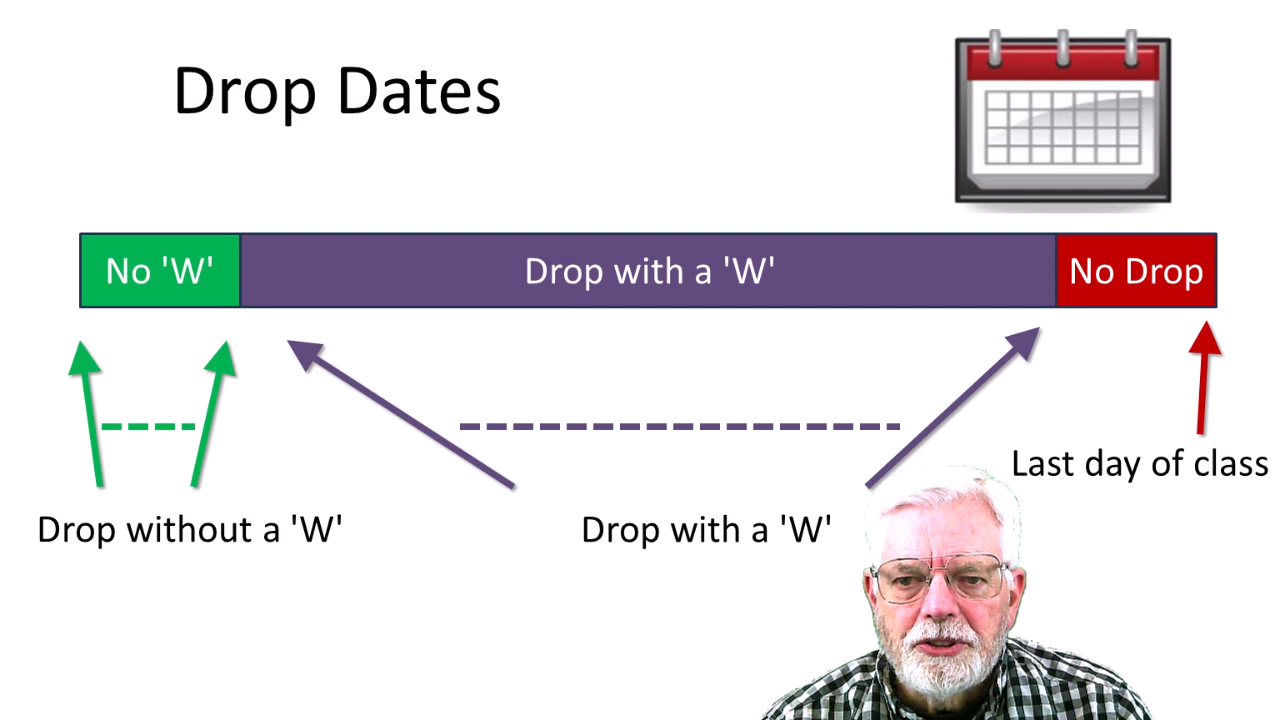 Drop Dates
No 'W'
Drop with a 'W'
No Drop
Last day of class
Drop without a 'W'
Drop with a 'W'